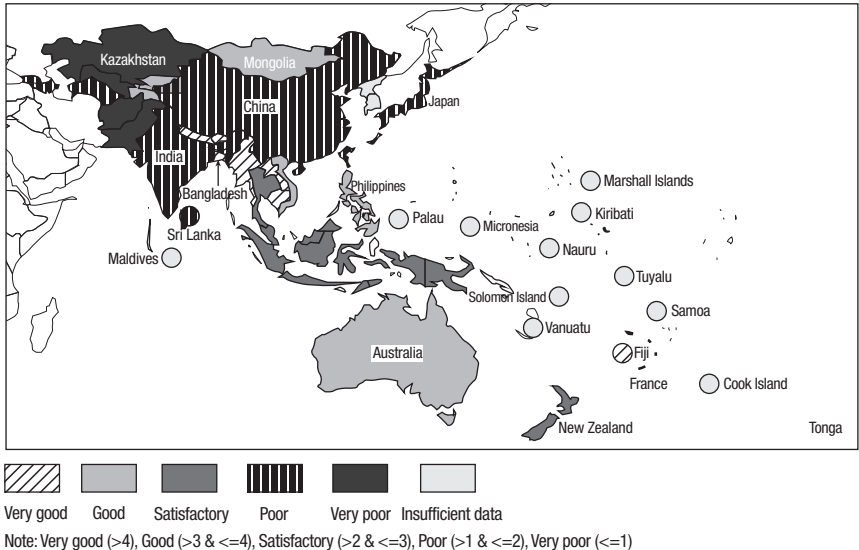 Kazakhstan
Mongolia
China
Japan
India
Bangladesh
Philippines
Marshall Islands
Palau
Kiribati
Micronesia
Sri Lanka
Maldives
Nauru
Tuyalu
Solomon Island
Samoa
Vanuatu
Australia
Fiji
France
Cook Island
New Zealand
Tonga
Very good Good Satisfactory Poor Very poor Insufficient data
Note: Very good (>4), Good (>3 & <=4), Satisfactory (>2 & <=3), Poor (>1 & <=2), Very poor (<=1)